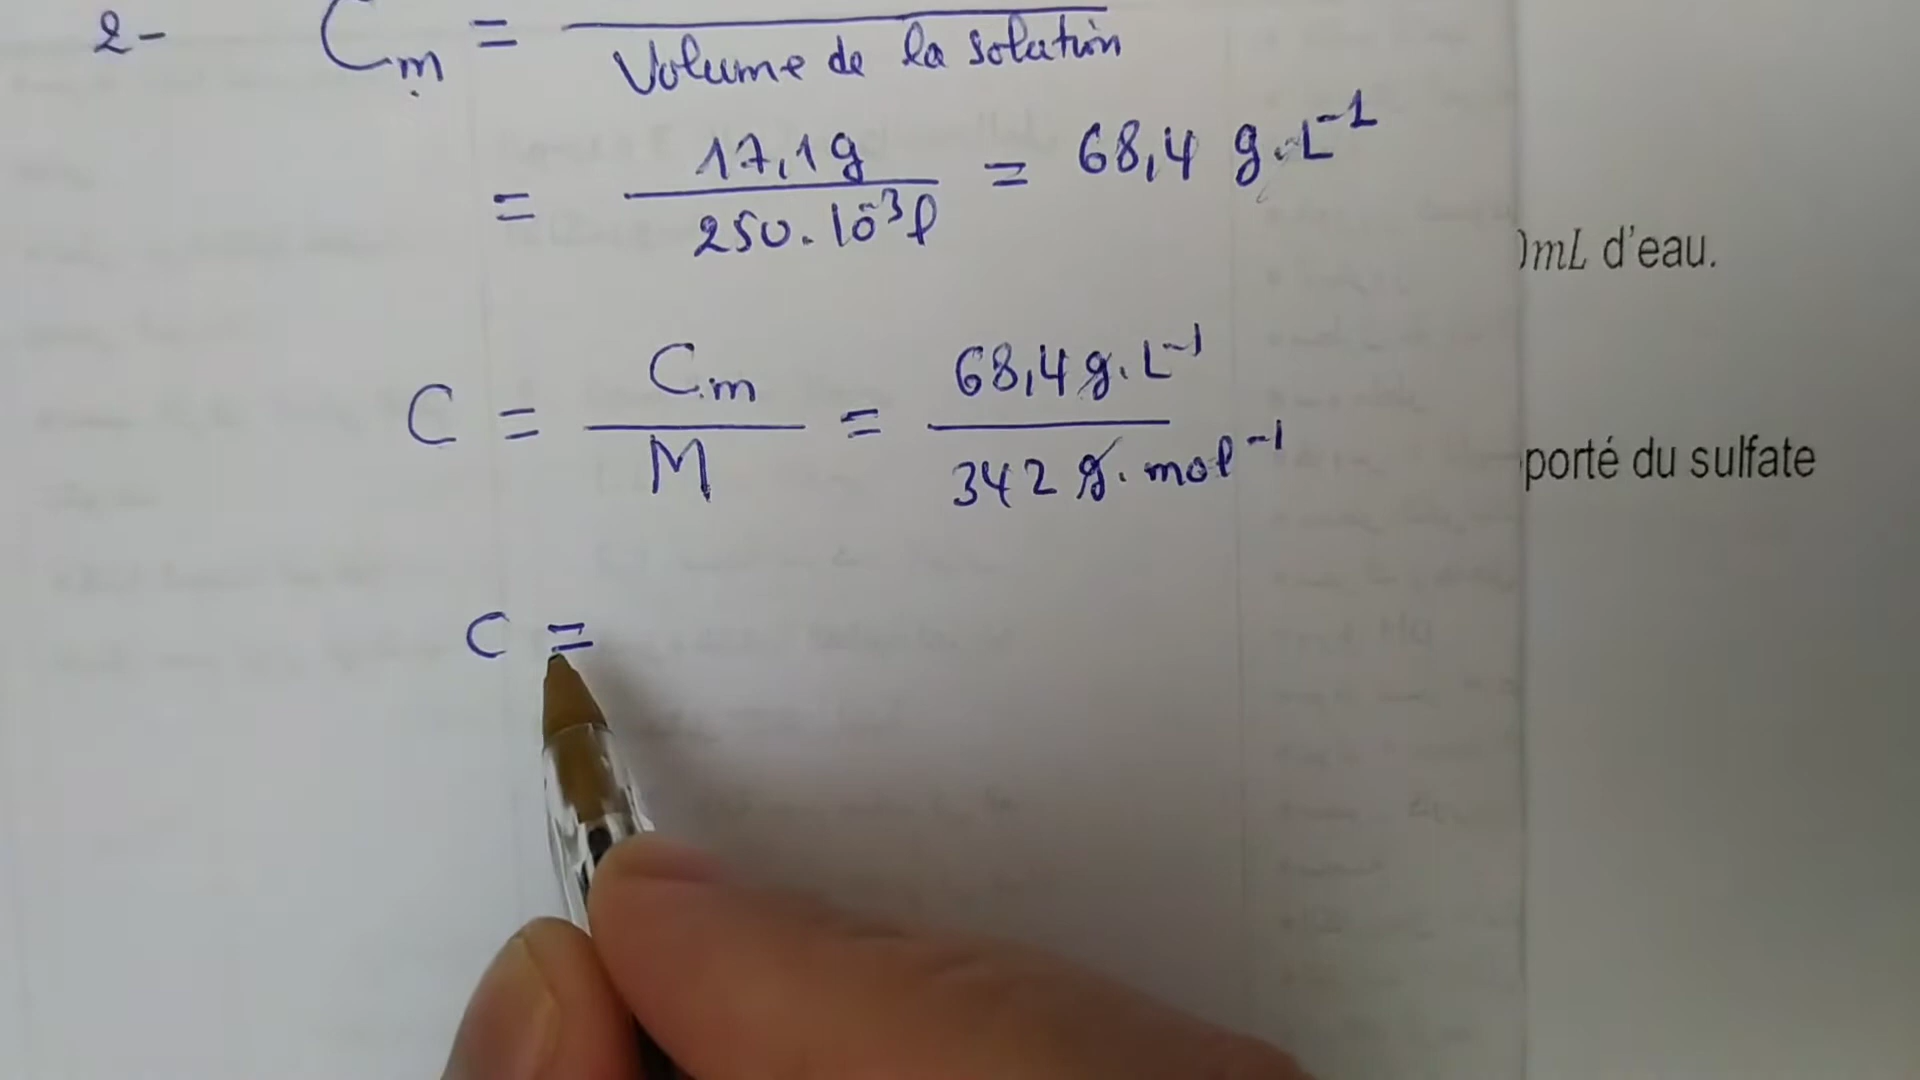 2- Cm = Volume de la solution
= 17,1g / 250.10⁻³l = 68,4 g.L⁻¹
)mL d'eau.
C = Cm / M = 68,4 g.L⁻¹ / 342 g.mol⁻¹
porté du sulfate
C =